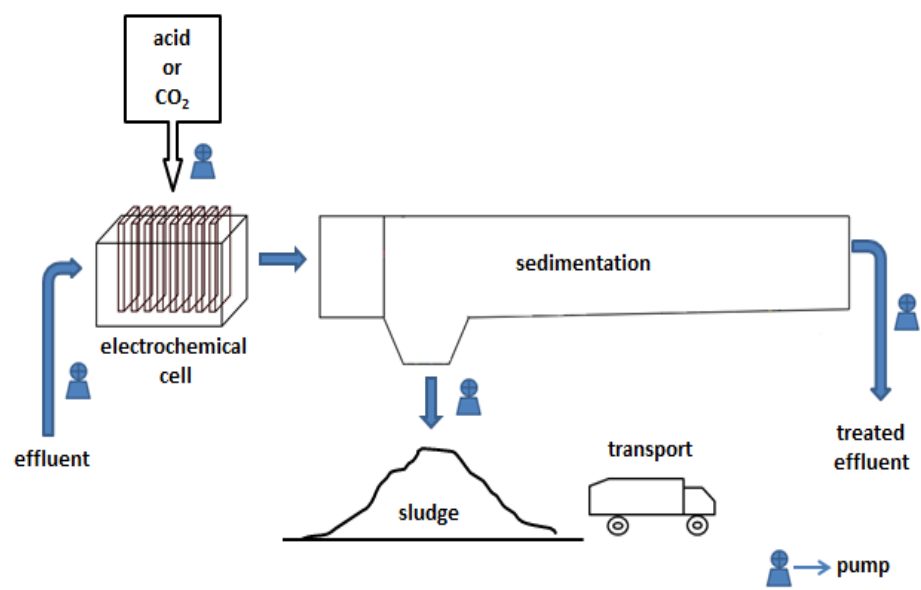 acid
or
CO₂
sedimentation
electrochemical
cell
effluent
treated
effluent
transport
sludge
pump